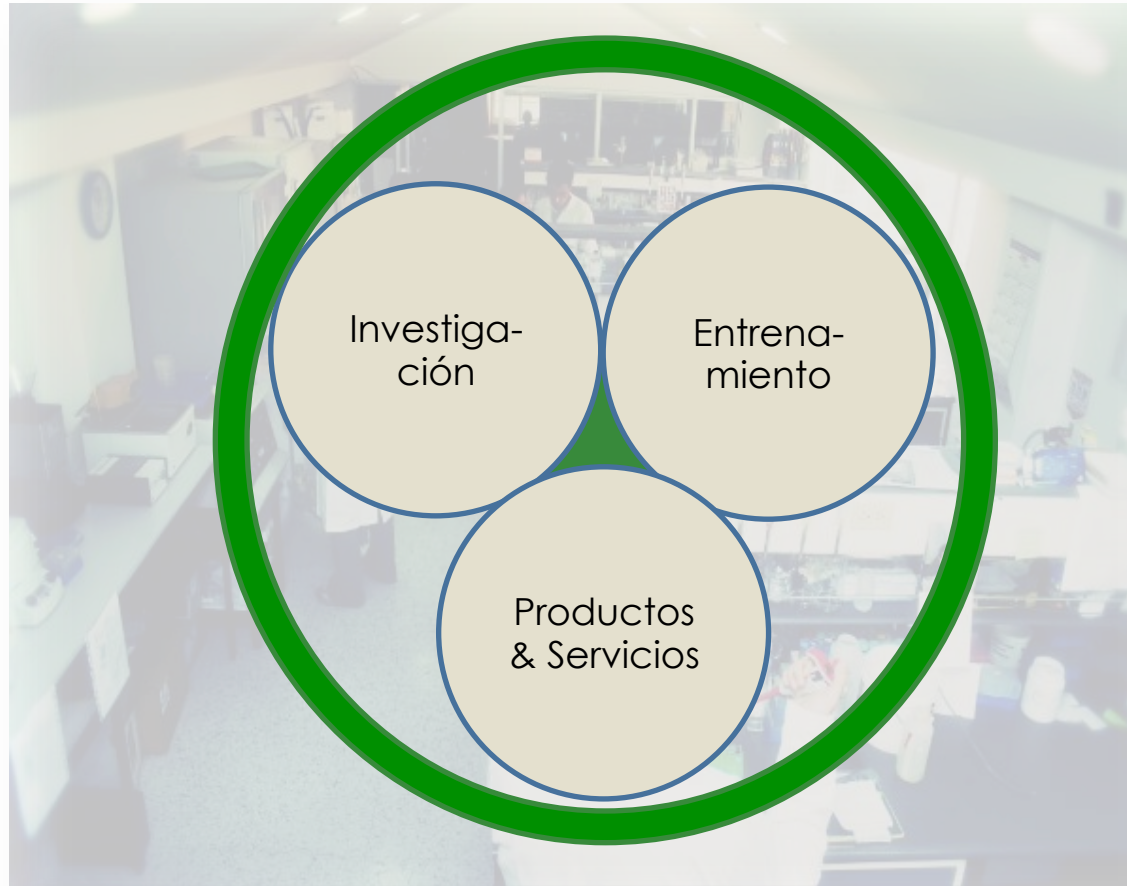 Investiga-
ción
Entrena-
miento
Productos
& Servicios